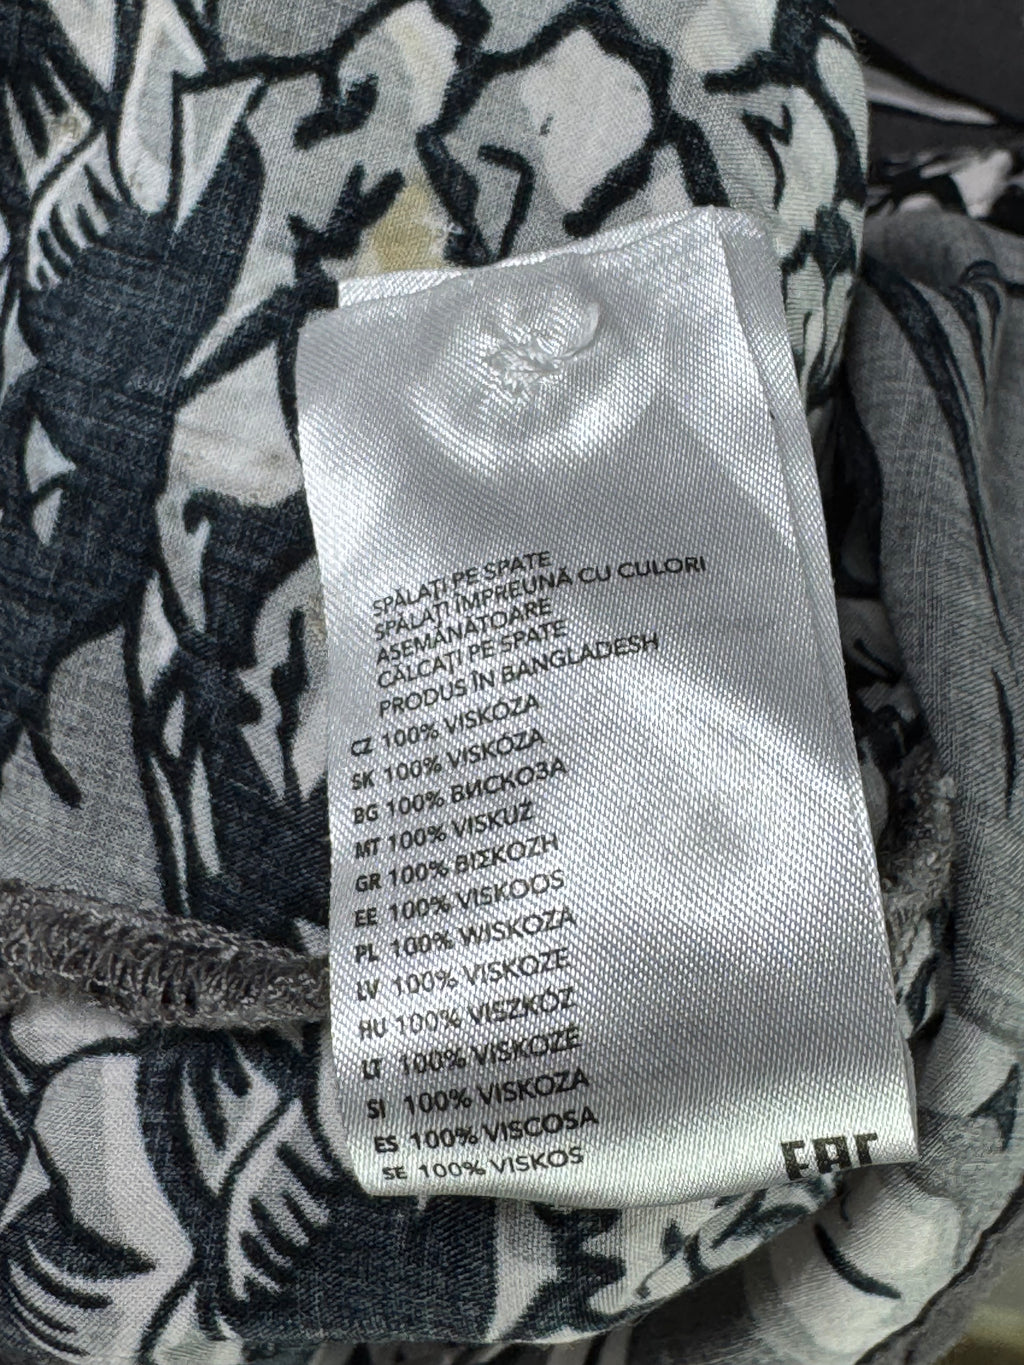 SPĂLAȚI PE SPATE
SPĂLAȚI ÎMPREUNĂ CU CULORI
ASEMĂNĂTOARE
CĂLCAȚI PE SPATE
PRODUS ÎN BANGLADESH
CZ 100% VISKÓZA
SK 100% VISKÓZA
BG 100% ВИСКОЗА
MT 100% VISKUŻ
GR 100% ΒΙΣΚΟΖΗ
EE 100% VISKOOS
PL 100% WISKOZA
LV 100% VISKOZE
HU 100% VISZKÓZ
LT 100% VISKOZĖ
SI 100% VISKOZA
ES 100% VISCOSA
SE 100% VISKOS
EAC